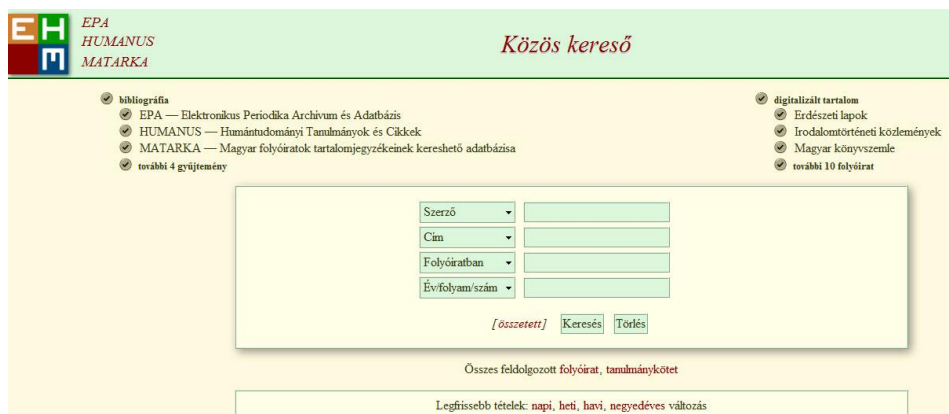 EHM
EPA
HUMANUS
MATARKA
Közös kereső
bibliográfia
EPA — Elektronikus Periodika Archívum és Adatbázis
HUMANUS — Humántudományi Tanulmányok és Cikkek
MATARKA — Magyar folyóiratok tartalomjegyzékeinek kereshető adatbázisa
további 4 gyűjtemény
digitalizált tartalom
Erdészeti lapok
Irodalomtörténeti közlemények
Magyar könyvszemle
további 10 folyóirat
Szerző
Cím
Folyóiratban
Év/folyam/szám
[összetett] Keresés Törlés
Összes feldolgozott folyóirat, tanulmánykötet
Legfrissebb tételek: napi, heti, havi, negyedéves változás